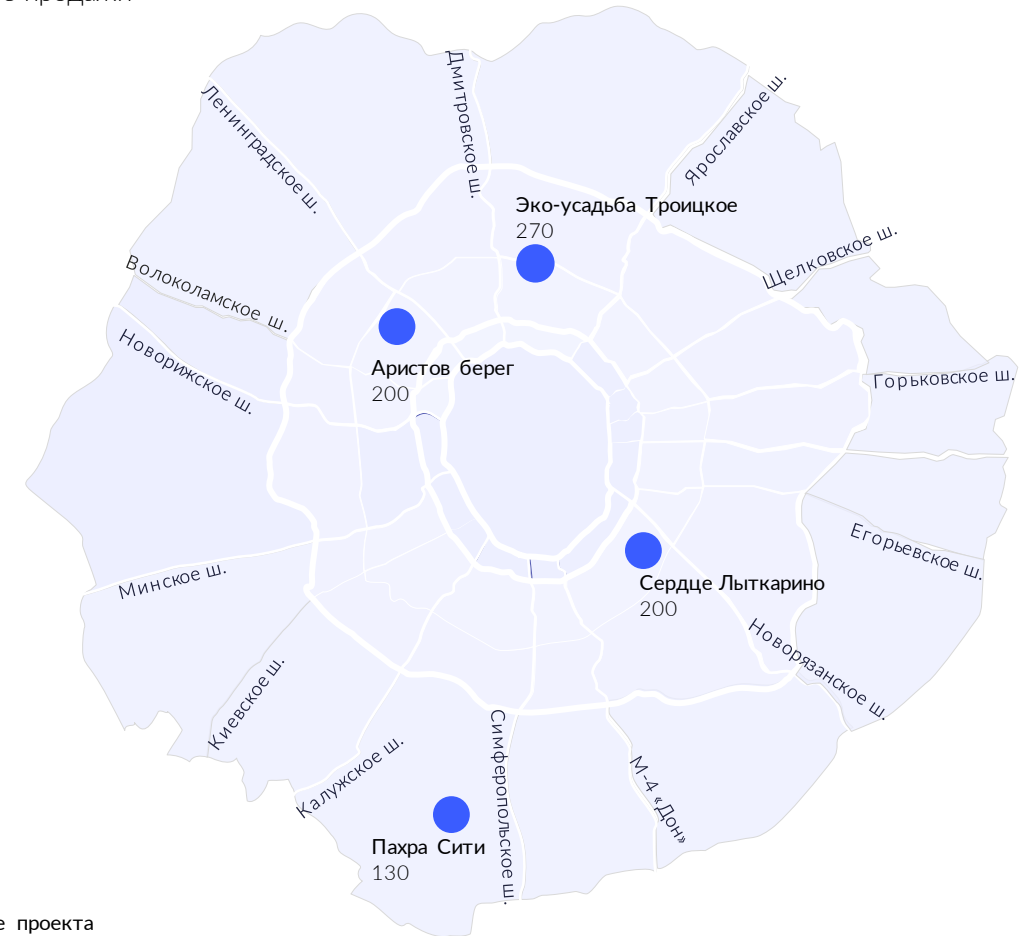 Дмитровское ш.
Ленинградское ш.
Ярославское ш.
Эко-усадьба Троицкое
270
Щелковское ш.
Волоколамское ш.
Новорижское ш.
Аристов берег
200
Горьковское ш.
Егорьевское ш.
Минское ш.
Сердце Лыткарино
200
Новорязанское ш.
Киевское ш.
Симферопольское ш.
Калужское ш.
М-4 «Дон»
Пахра Сити
130
проекта